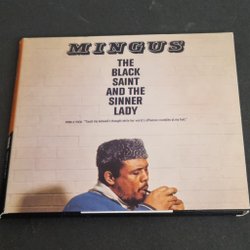 MINGUS
THE
BLACK
SAINT
AND THE
SINNER
LADY